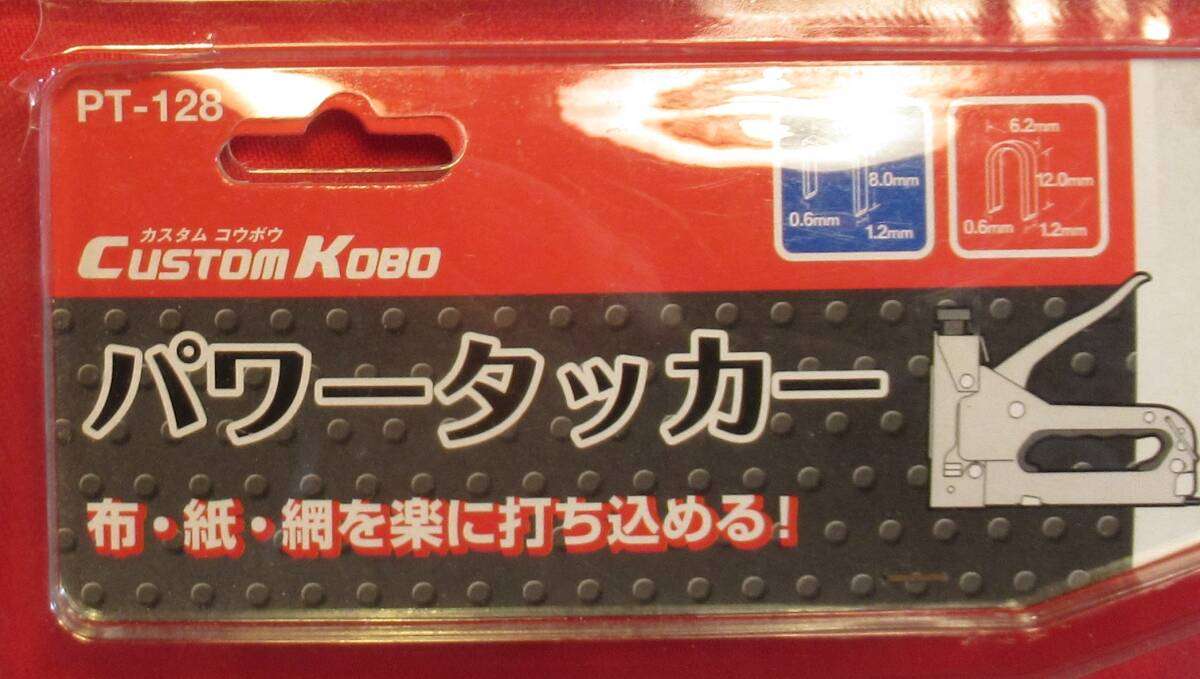 PT-128
8.0mm
0.6mm
1.2mm
6.2mm
12.0mm
0.6mm
1.2mm
カスタム コウボウ
CUSTOM KOBO
パワータッカー
布・紙・網を楽に打ち込める!